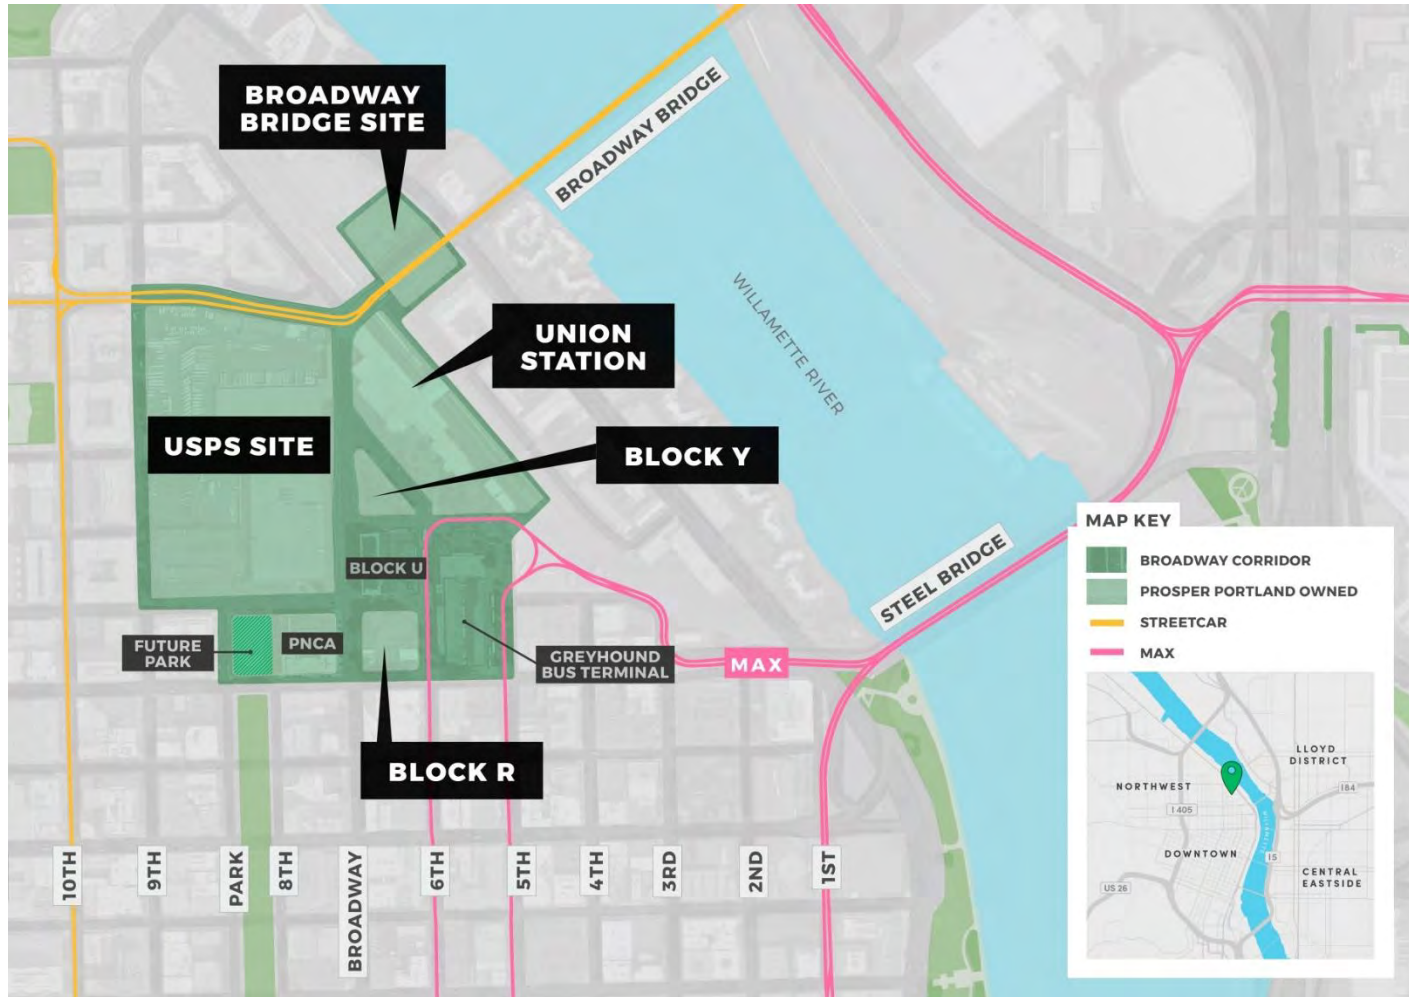 BROADWAY
BRIDGE SITE
BROADWAY BRIDGE
UNION
STATION
WILLAMETTE RIVER
USPS SITE
BLOCK Y
BLOCK U
STEEL BRIDGE
FUTURE
PARK
PNCA
GREYHOUND
BUS TERMINAL
MAX
BLOCK R
10TH
9TH
PARK
8TH
BROADWAY
6TH
5TH
4TH
3RD
2ND
1ST
MAP KEY
BROADWAY CORRIDOR
PROSPER PORTLAND OWNED
STREETCAR
MAX
LLOYD
DISTRICT
NORTHWEST
I 405
I84
DOWNTOWN
I5
CENTRAL
EASTSIDE
US 26